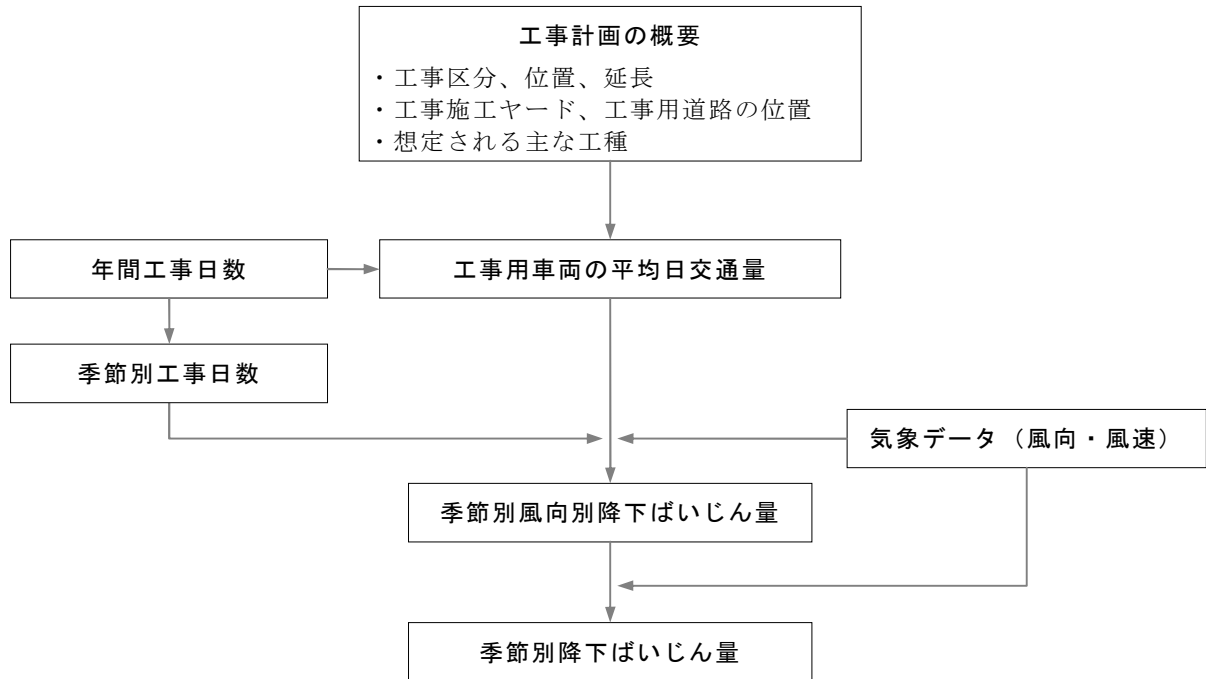 工事計画の概要
・工事区分、位置、延長
・工事施工ヤード、工事用道路の位置
・想定される主な工種
年間工事日数
工事用車両の平均日交通量
季節別工事日数
気象データ（風向・風速）
季節別風向別降下ばいじん量
季節別降下ばいじん量